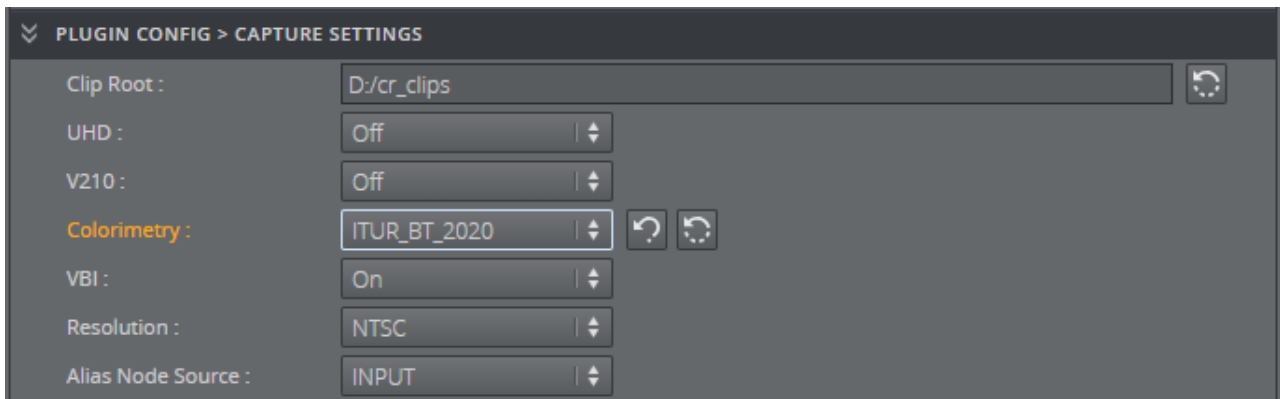 PLUGIN CONFIG > CAPTURE SETTINGS
Clip Root : D:/cr_clips
UHD : Off
V210 : Off
Colorimetry : ITUR_BT_2020
VBI : On
Resolution : NTSC
Alias Node Source : INPUT